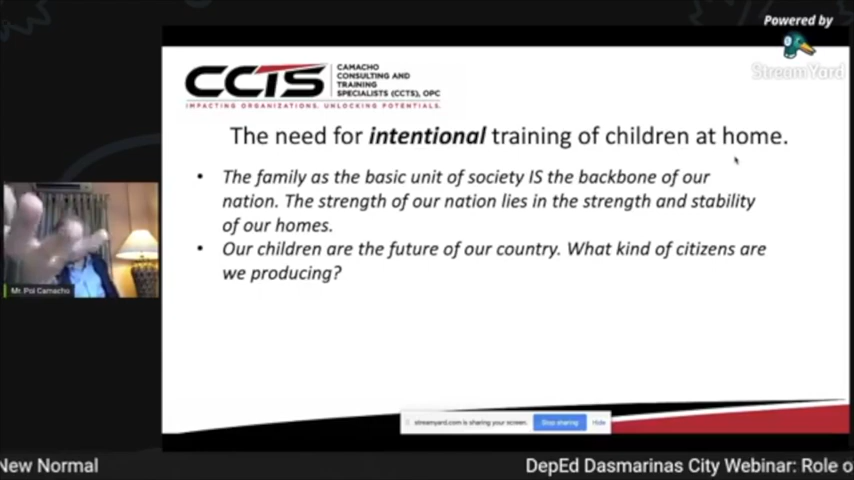 Powered by
StreamYard
CCTS
CAMACHO
CONSULTING AND
TRAINING
SPECIALISTS (CCTS), OPC
IMPACTING ORGANIZATIONS. UNLOCKING POTENTIALS.
The need for intentional training of children at home.
• The family as the basic unit of society IS the backbone of our
nation. The strength of our nation lies in the strength and stability
of our homes.
• Our children are the future of our country. What kind of citizens are
we producing?
Mr. Pol Camacho
streamyard.com is sharing your screen.
Stop sharing
Hide
New Normal
DepEd Dasmarinas City Webinar: Role o